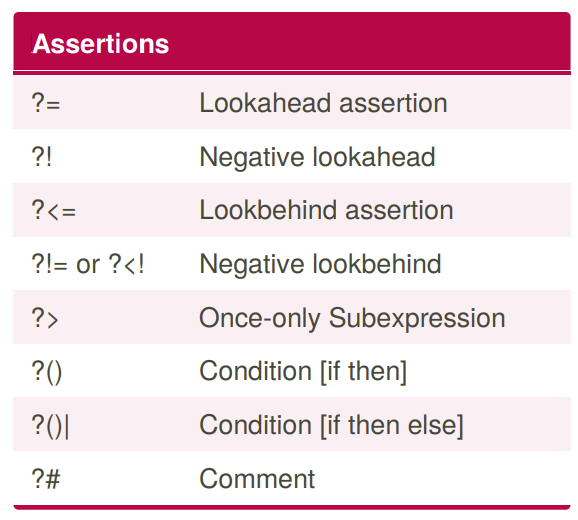 Assertions
?= Lookahead assertion
?! Negative lookahead
?<= Lookbehind assertion
?!= or ?<! Negative lookbehind
?> Once-only Subexpression
?() Condition [if then]
?()| Condition [if then else]
?# Comment